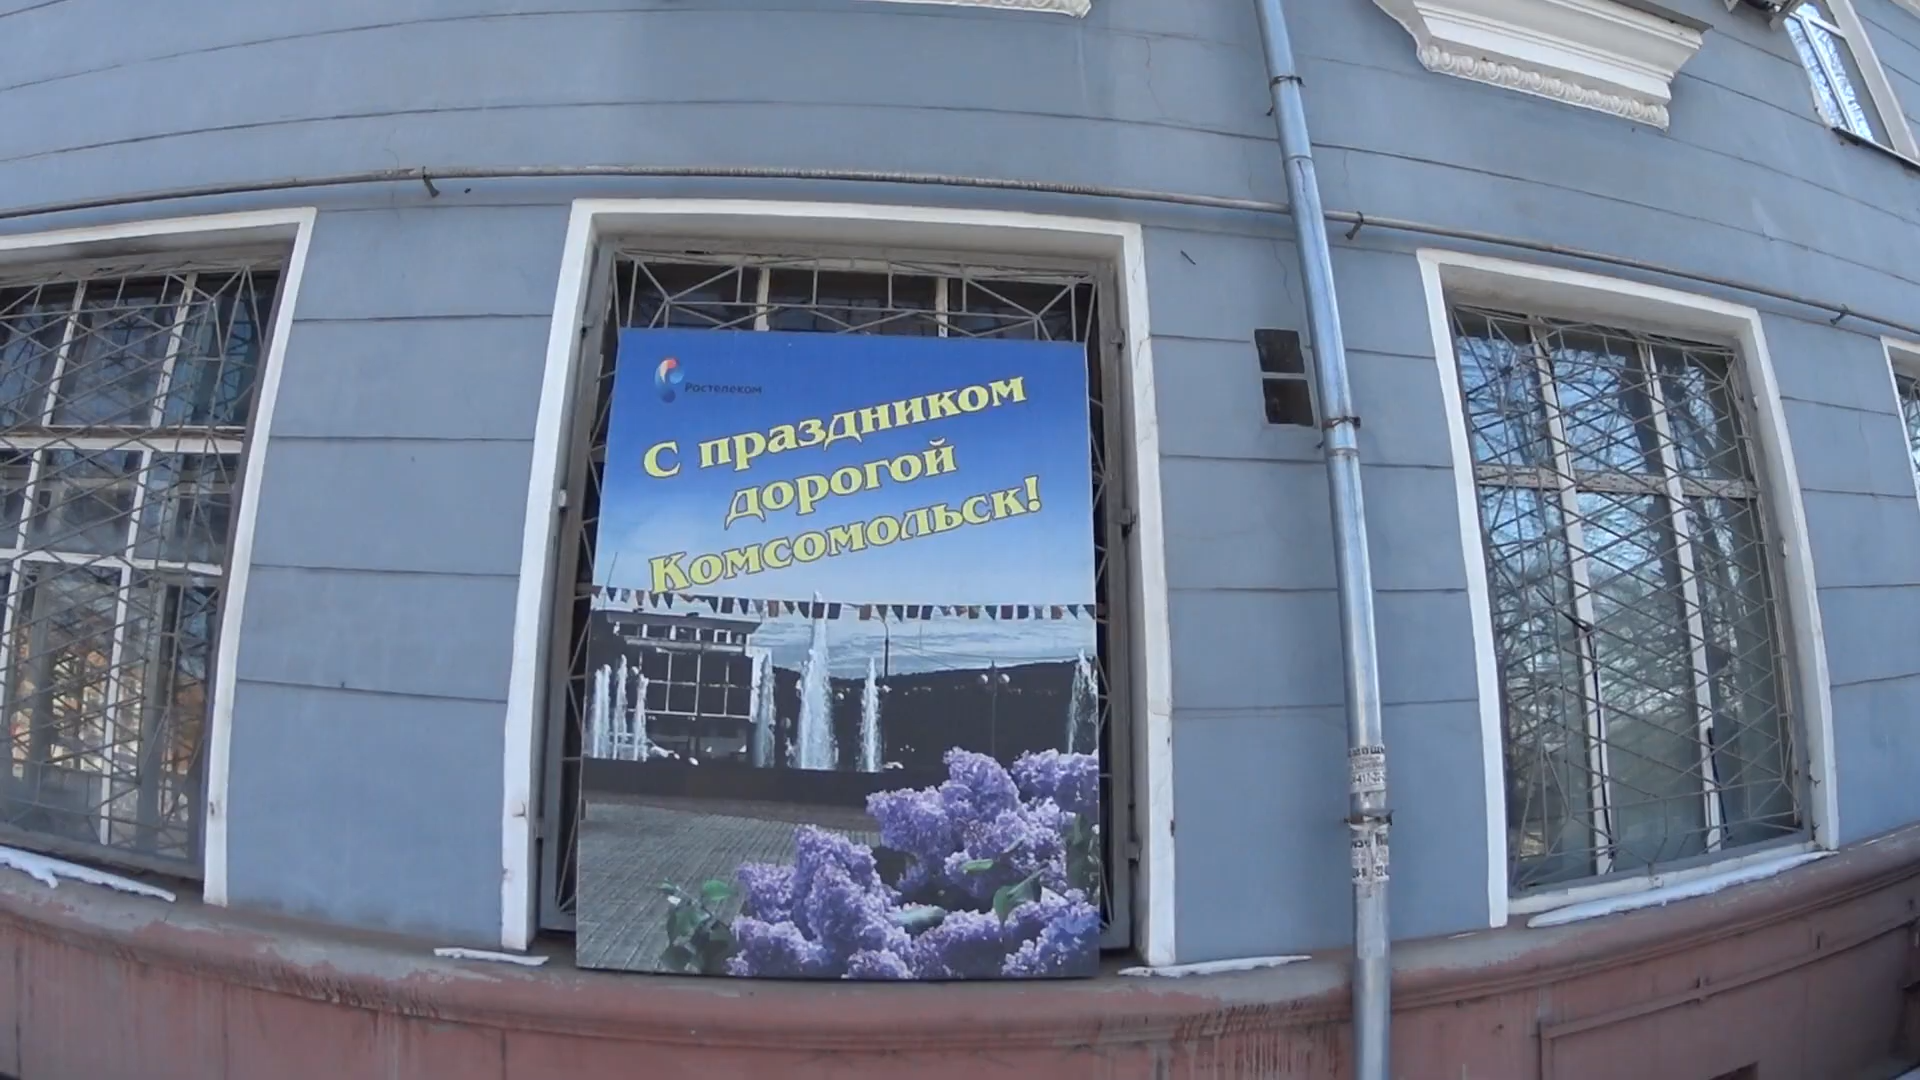 Ростелеком
С праздником
дорогой
Комсомольск!